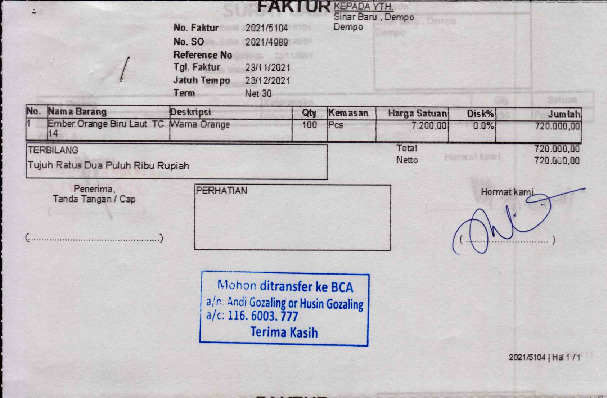 FAKTUR
KEPADA YTH.
Sinar Baru , Dempo
Dempo
No. Faktur 2021/5104
No. SO 2021/4989
Reference No
Tgl. Faktur 23/11/2021
Jatuh Tempo 23/12/2021
Term Net 30
No. Nama Barang Deskripsi Qty Kemasan Harga Satuan Disk% Jumlah
1 Ember Orange Biru Laut TC Warna Orange 100 Pcs 7.200,00 0.0% 720.000,00
14
TERBILANG Total 720.000,00
Tujuh Ratus Dua Puluh Ribu Rupiah Netto 720.000,00
Penerima, PERHATIAN Hormat kami
Tanda Tangan / Cap
(..............................) (..............................)
Mohon ditransfer ke BCA
a/n. Andi Gozaling or Husin Gozaling
a/c: 116. 6003. 777
Terima Kasih
2021/5104 | Hal 1 / 1